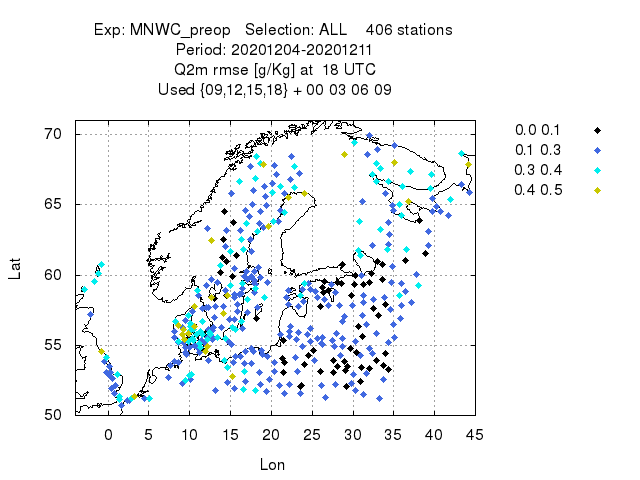 Exp: MNWC_preop   Selection: ALL    406 stations
Period: 20201204-20201211
Q2m rmse [g/Kg] at  18 UTC
Used {09,12,15,18} + 00 03 06 09
0.0 0.1
0.1 0.3
0.3 0.4
0.4 0.5
70
65
60
55
50
Lat
0 5 10 15 20 25 30 35 40 45
Lon